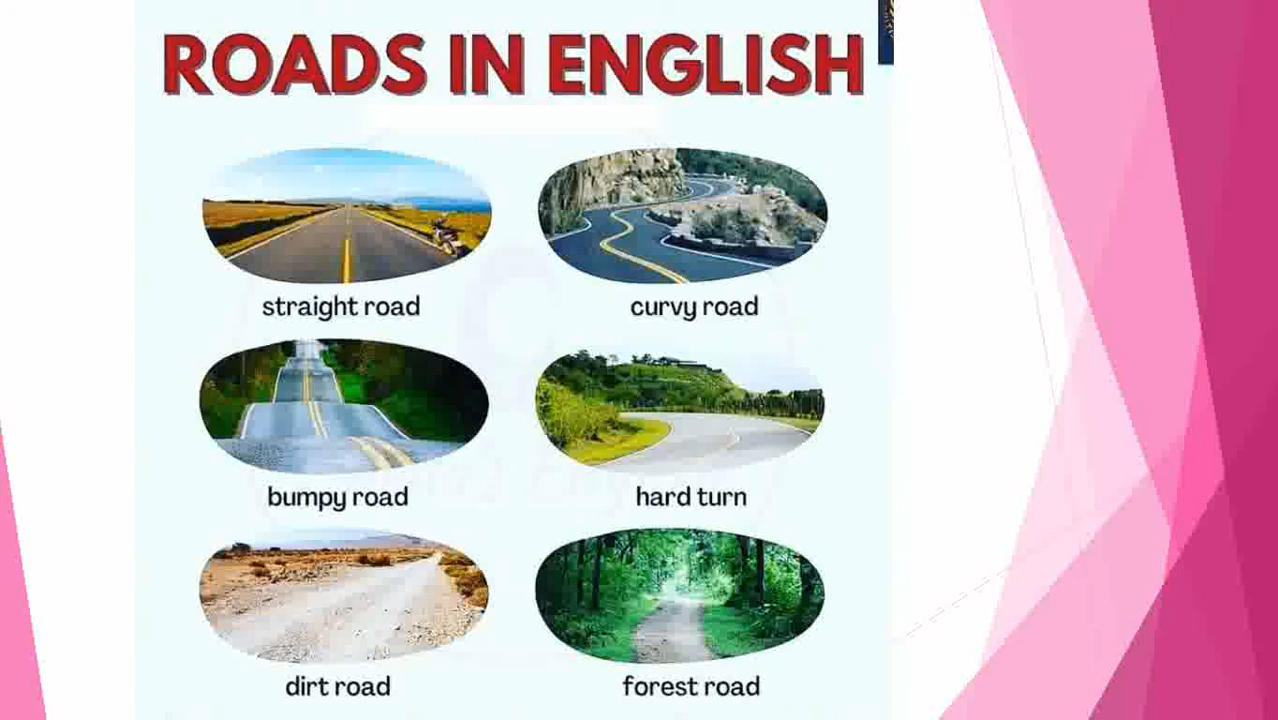 ROADS IN ENGLISH
straight road
curvy road
bumpy road
hard turn
dirt road
forest road